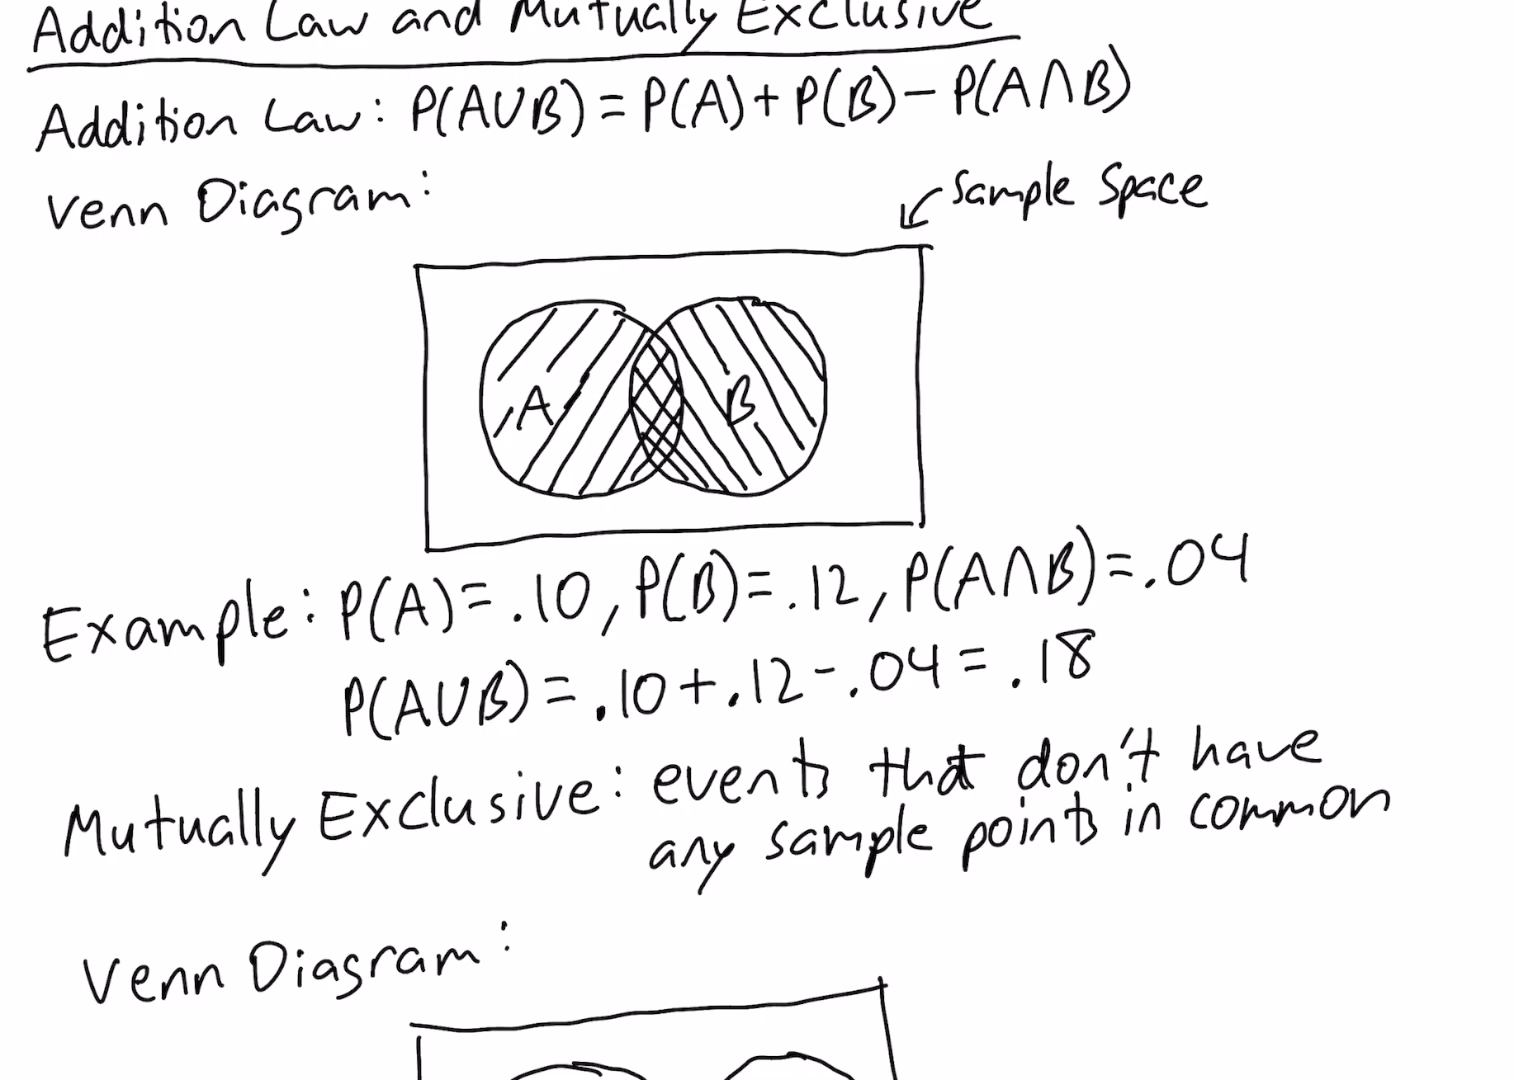 Addition Law and Mutually Exclusive
Addition Law: P(A∪B) = P(A) + P(B) - P(A∩B)
Venn Diagram:
Sample Space
A
B
Example: P(A) = .10, P(B) = .12, P(A∩B) = .04
P(A∪B) = .10 + .12 - .04 = .18
Mutually Exclusive: events that don't have
any sample points in common
Venn Diagram: